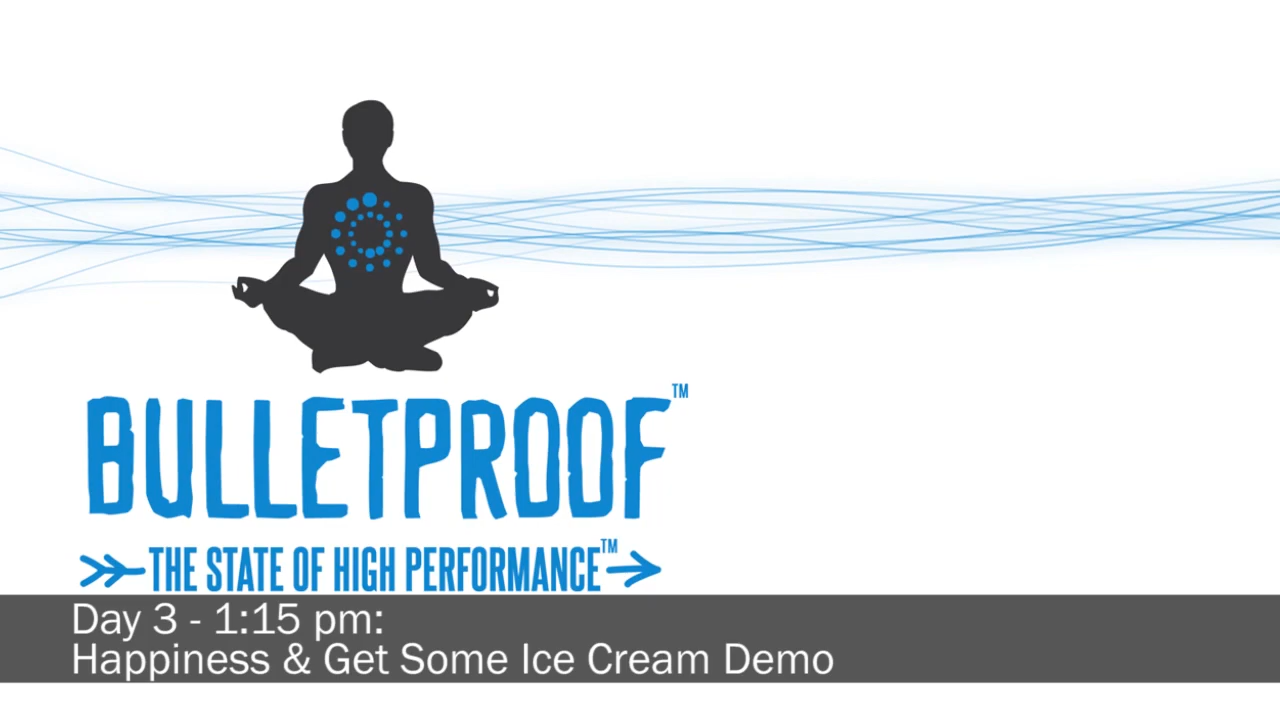 BULLETPROOF™
THE STATE OF HIGH PERFORMANCE™
Day 3 - 1:15 pm:
Happiness & Get Some Ice Cream Demo